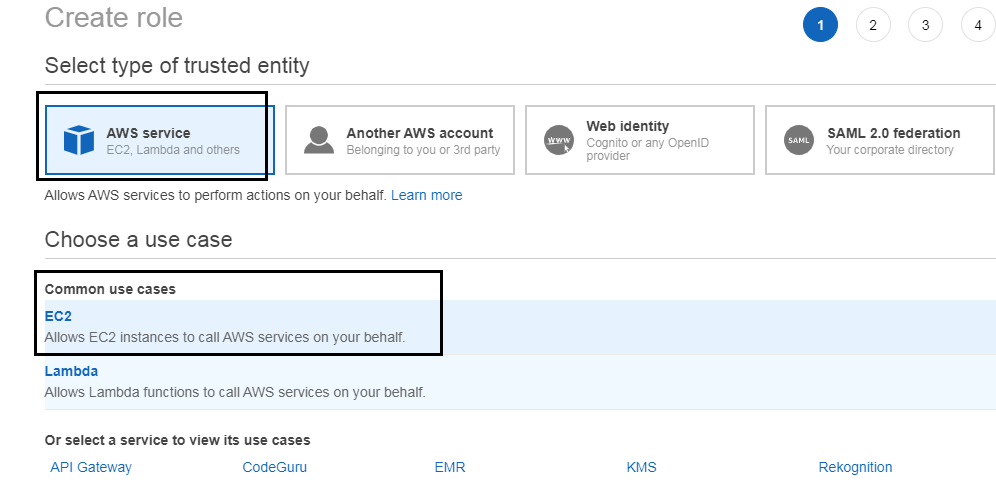 Create role
1 2 3 4
Select type of trusted entity
AWS service
EC2, Lambda and others
Another AWS account
Belonging to you or 3rd party
www
Web identity
Cognito or any OpenID
provider
SAML
SAML 2.0 federation
Your corporate directory
Allows AWS services to perform actions on your behalf. Learn more
Choose a use case
Common use cases
EC2
Allows EC2 instances to call AWS services on your behalf.
Lambda
Allows Lambda functions to call AWS services on your behalf.
Or select a service to view its use cases
API Gateway CodeGuru EMR KMS Rekognition